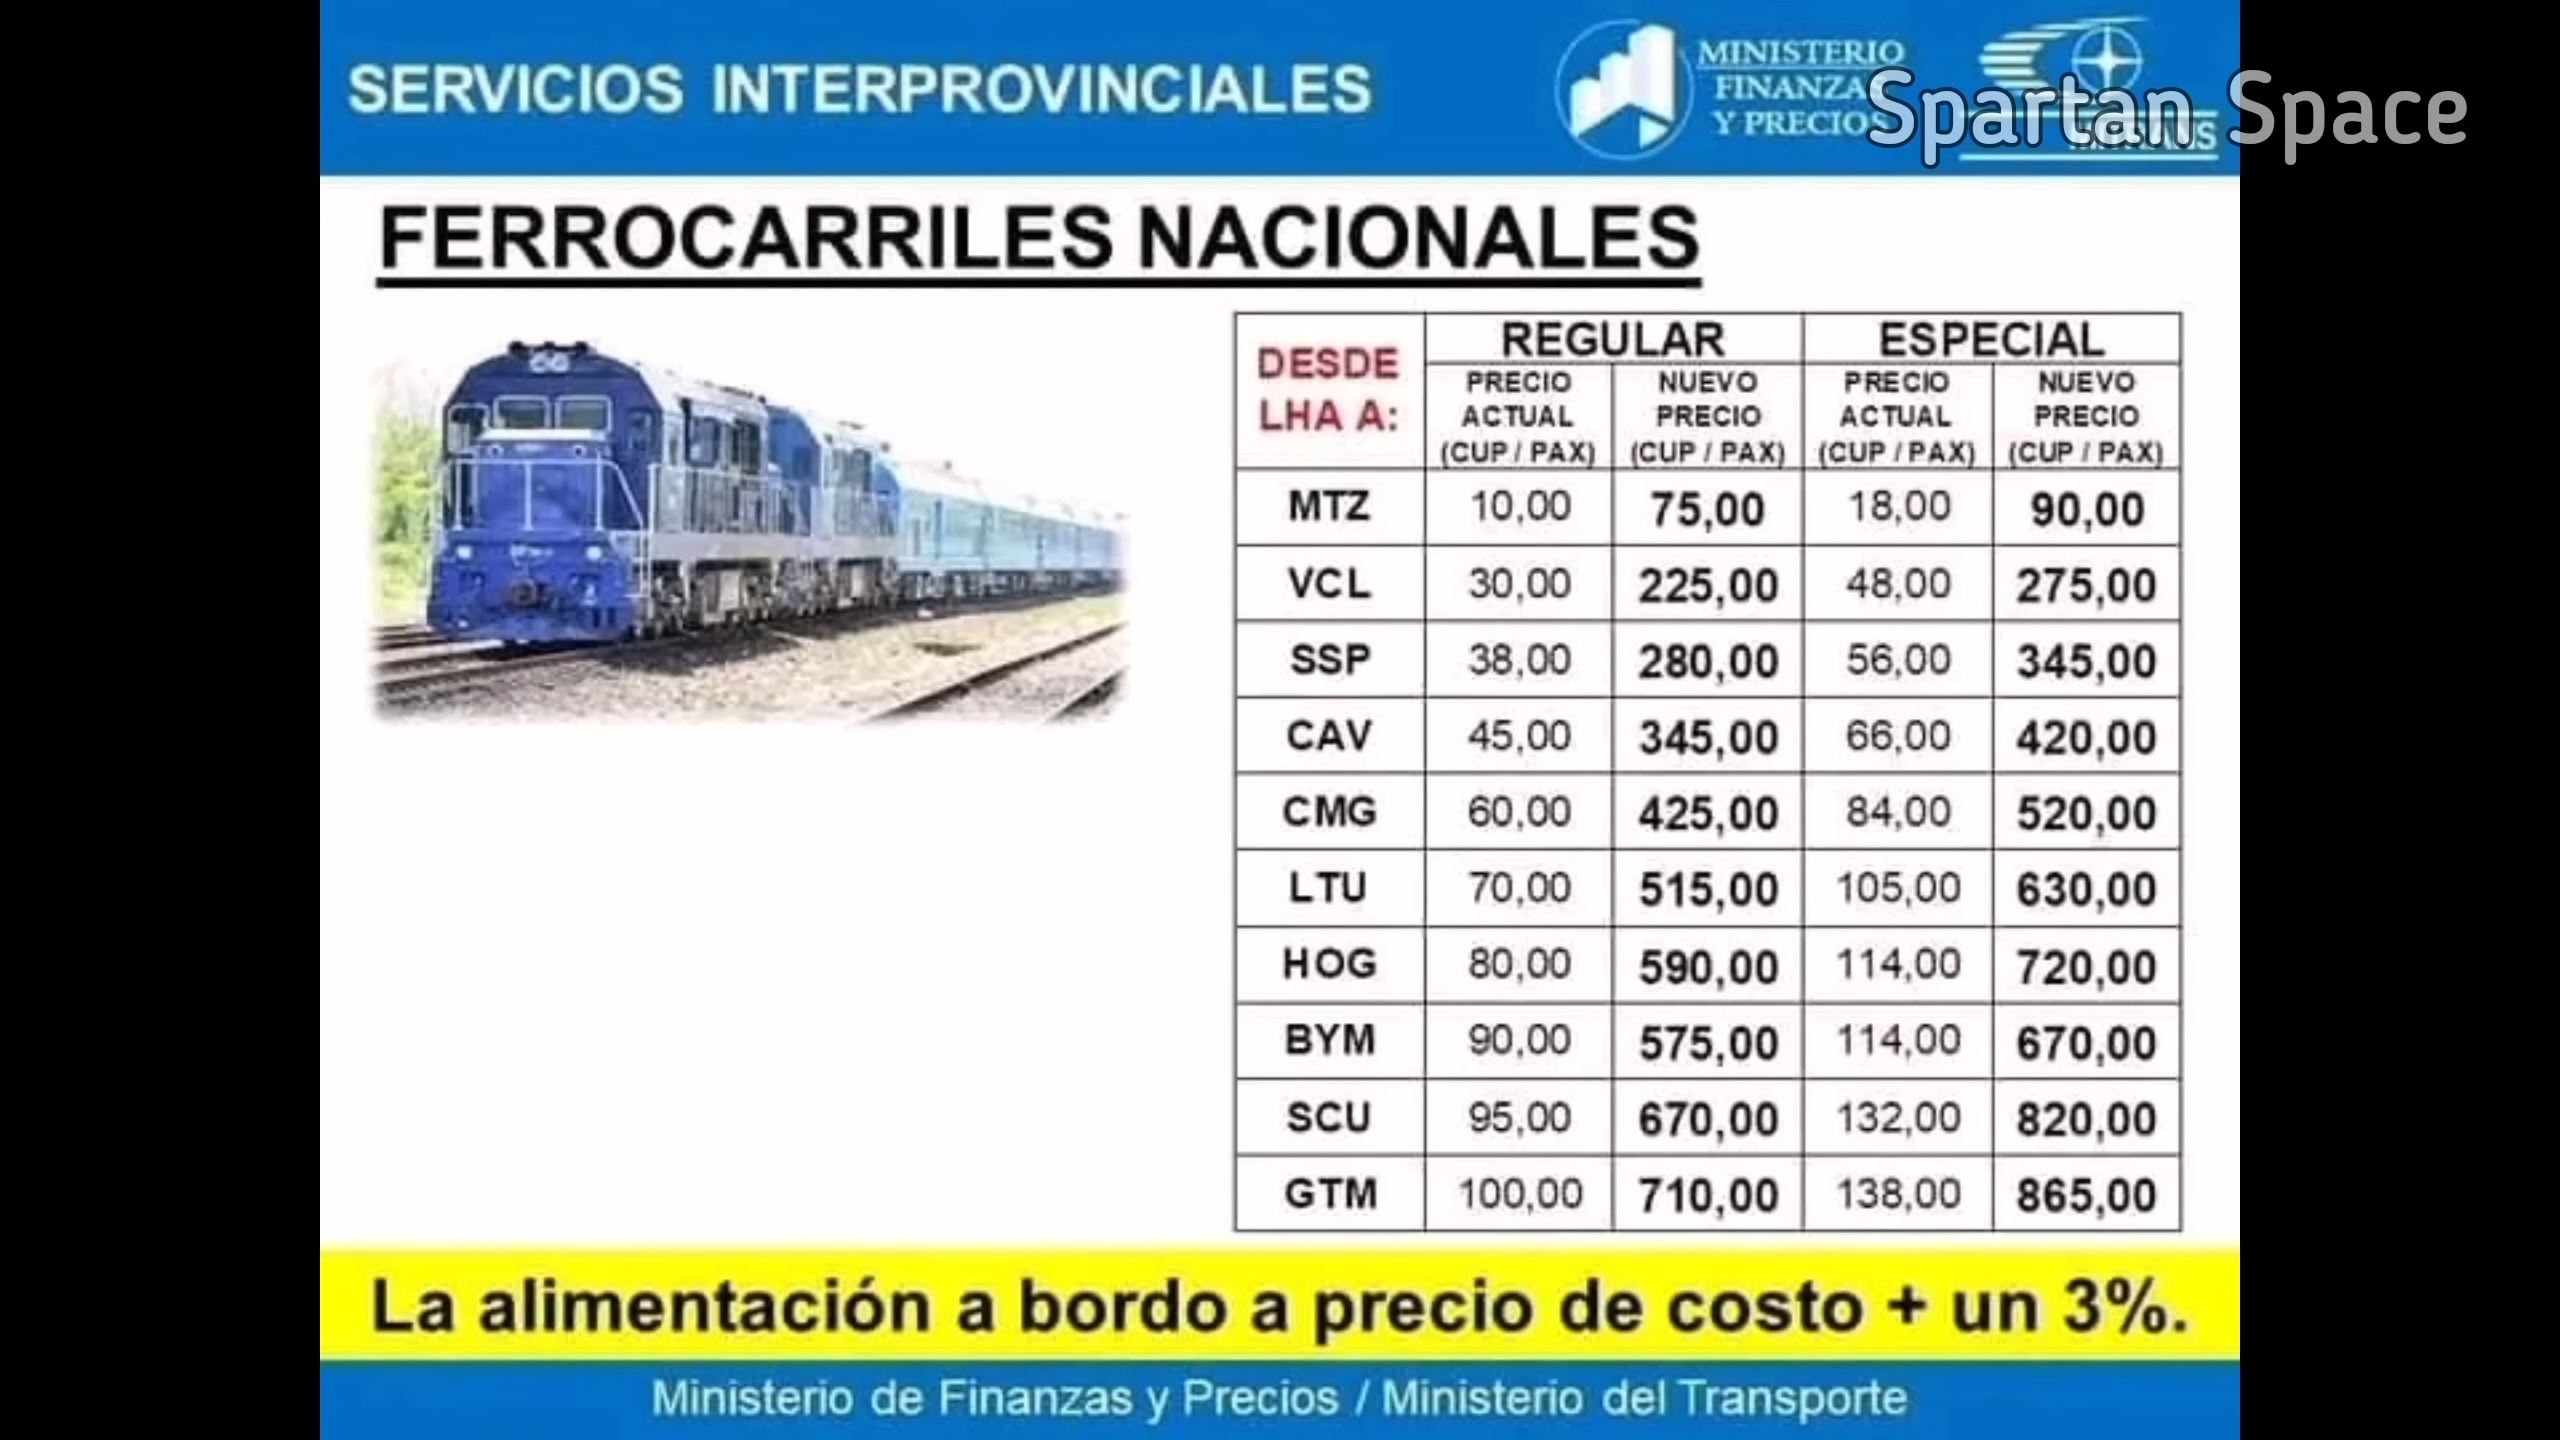 SERVICIOS INTERPROVINCIALES
MINISTERIO
FINANZAS
Y PRECIOS
Spartan Space
FERROCARRILES NACIONALES
DESDE LHA A: REGULAR ESPECIAL
PRECIO ACTUAL (CUP / PAX) NUEVO PRECIO (CUP / PAX) PRECIO ACTUAL (CUP / PAX) NUEVO PRECIO (CUP / PAX)
MTZ 10,00 75,00 18,00 90,00
VCL 30,00 225,00 48,00 275,00
SSP 38,00 280,00 56,00 345,00
CAV 45,00 345,00 66,00 420,00
CMG 60,00 425,00 84,00 520,00
LTU 70,00 515,00 105,00 630,00
HOG 80,00 590,00 114,00 720,00
BYM 90,00 575,00 114,00 670,00
SCU 95,00 670,00 132,00 820,00
GTM 100,00 710,00 138,00 865,00
La alimentación a bordo a precio de costo + un 3%.
Ministerio de Finanzas y Precios / Ministerio del Transporte